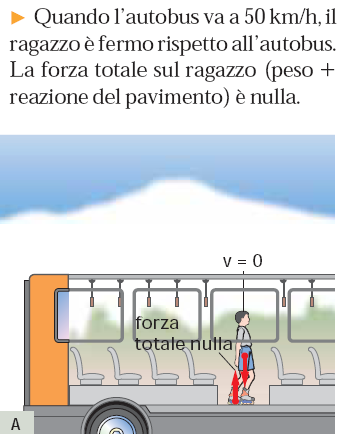 ► Quando l'autobus va a 50 km/h, il
ragazzo è fermo rispetto all'autobus.
La forza totale sul ragazzo (peso +
reazione del pavimento) è nulla.
v = 0
forza
totale nulla
A